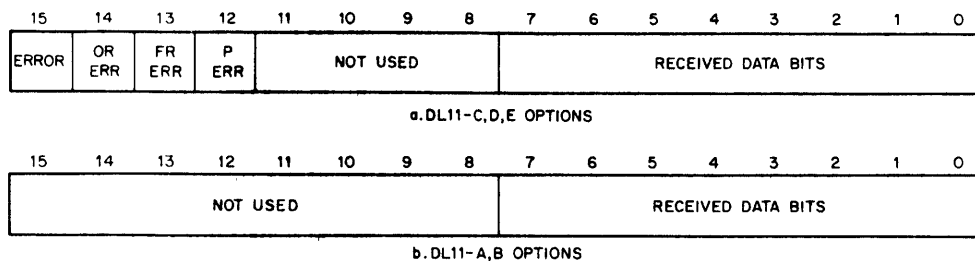 15 14 13 12 11 10 9 8 7 6 5 4 3 2 1 0
ERROR OR ERR FR ERR P ERR NOT USED RECEIVED DATA BITS
a. DL11-C,D,E OPTIONS
15 14 13 12 11 10 9 8 7 6 5 4 3 2 1 0
NOT USED RECEIVED DATA BITS
b. DL11-A,B OPTIONS